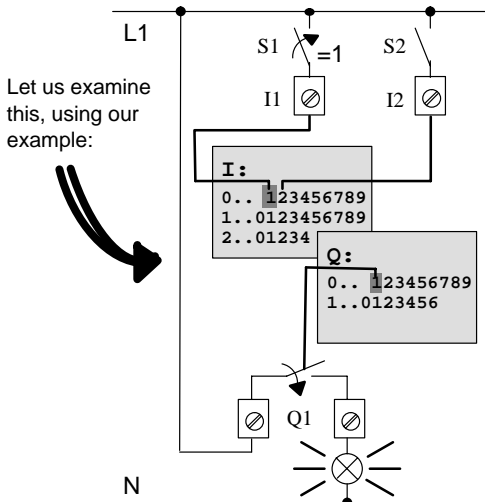 L1
S1
=1
S2
Let us examine
this, using our
example:
I1
I2
I:
0.. 123456789
1..0123456789
2..01234
Q:
0.. 123456789
1..0123456
Q1
N